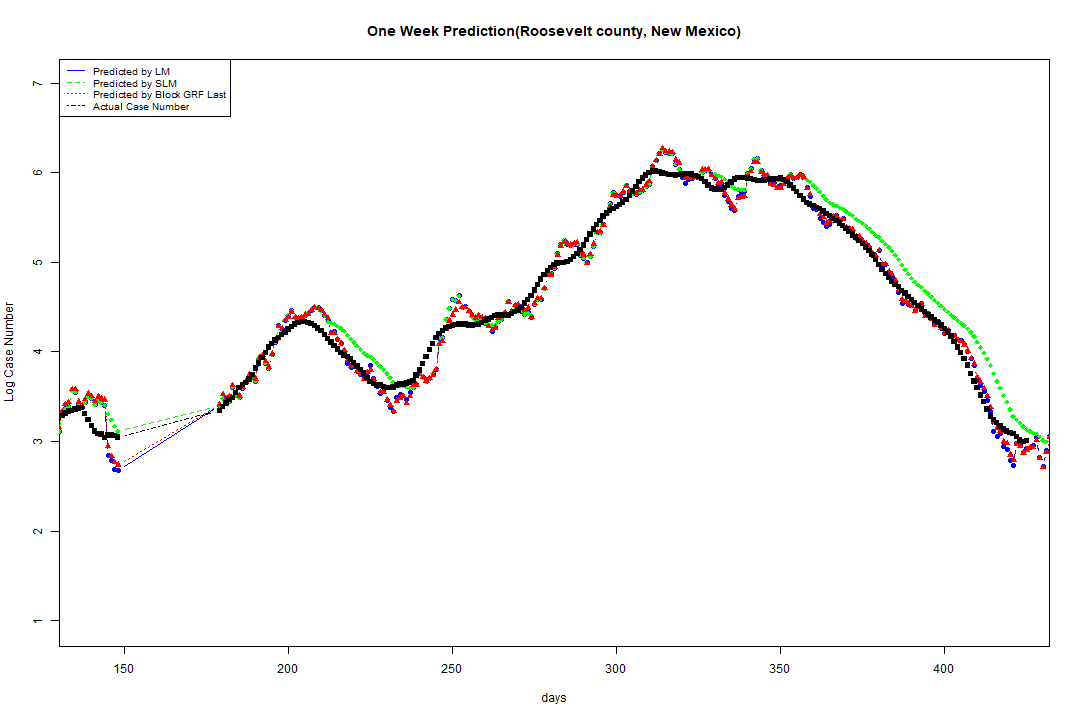 One Week Prediction(Roosevelt county, New Mexico)
Predicted by LM
Predicted by SLM
Predicted by Block GRF Last
Actual Case Number
Log Case Number
7
6
5
4
3
2
1
150 200 250 300 350 400
days